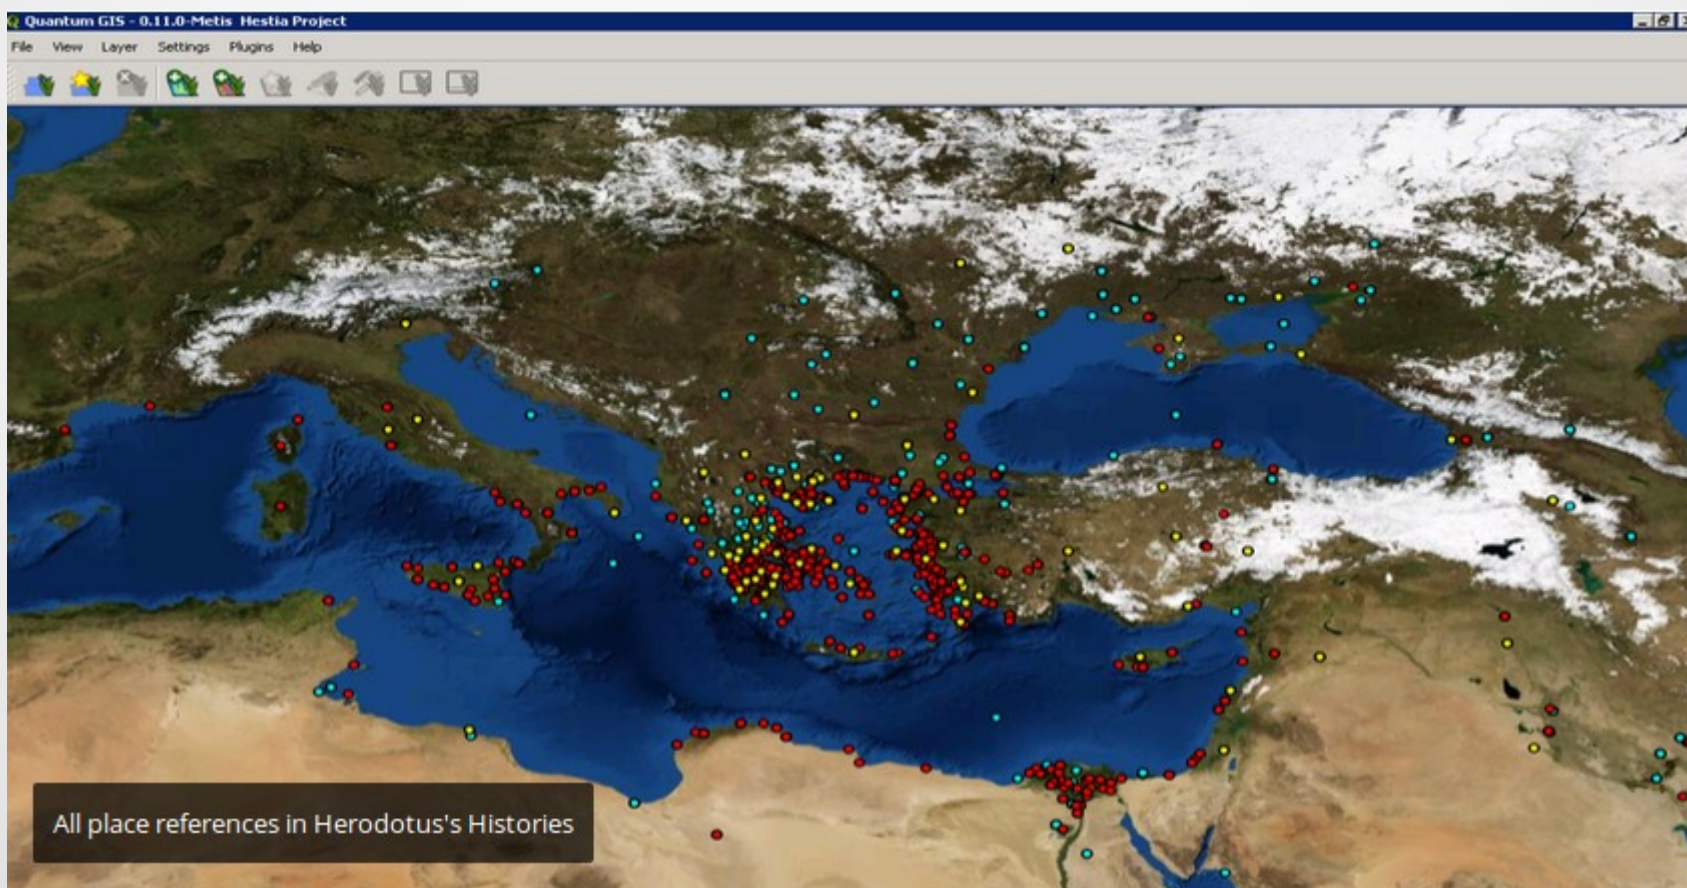 Quantum GIS - 0.11.0-Metis  Hestia Project
File View Layer Settings Plugins Help
All place references in Herodotus's Histories